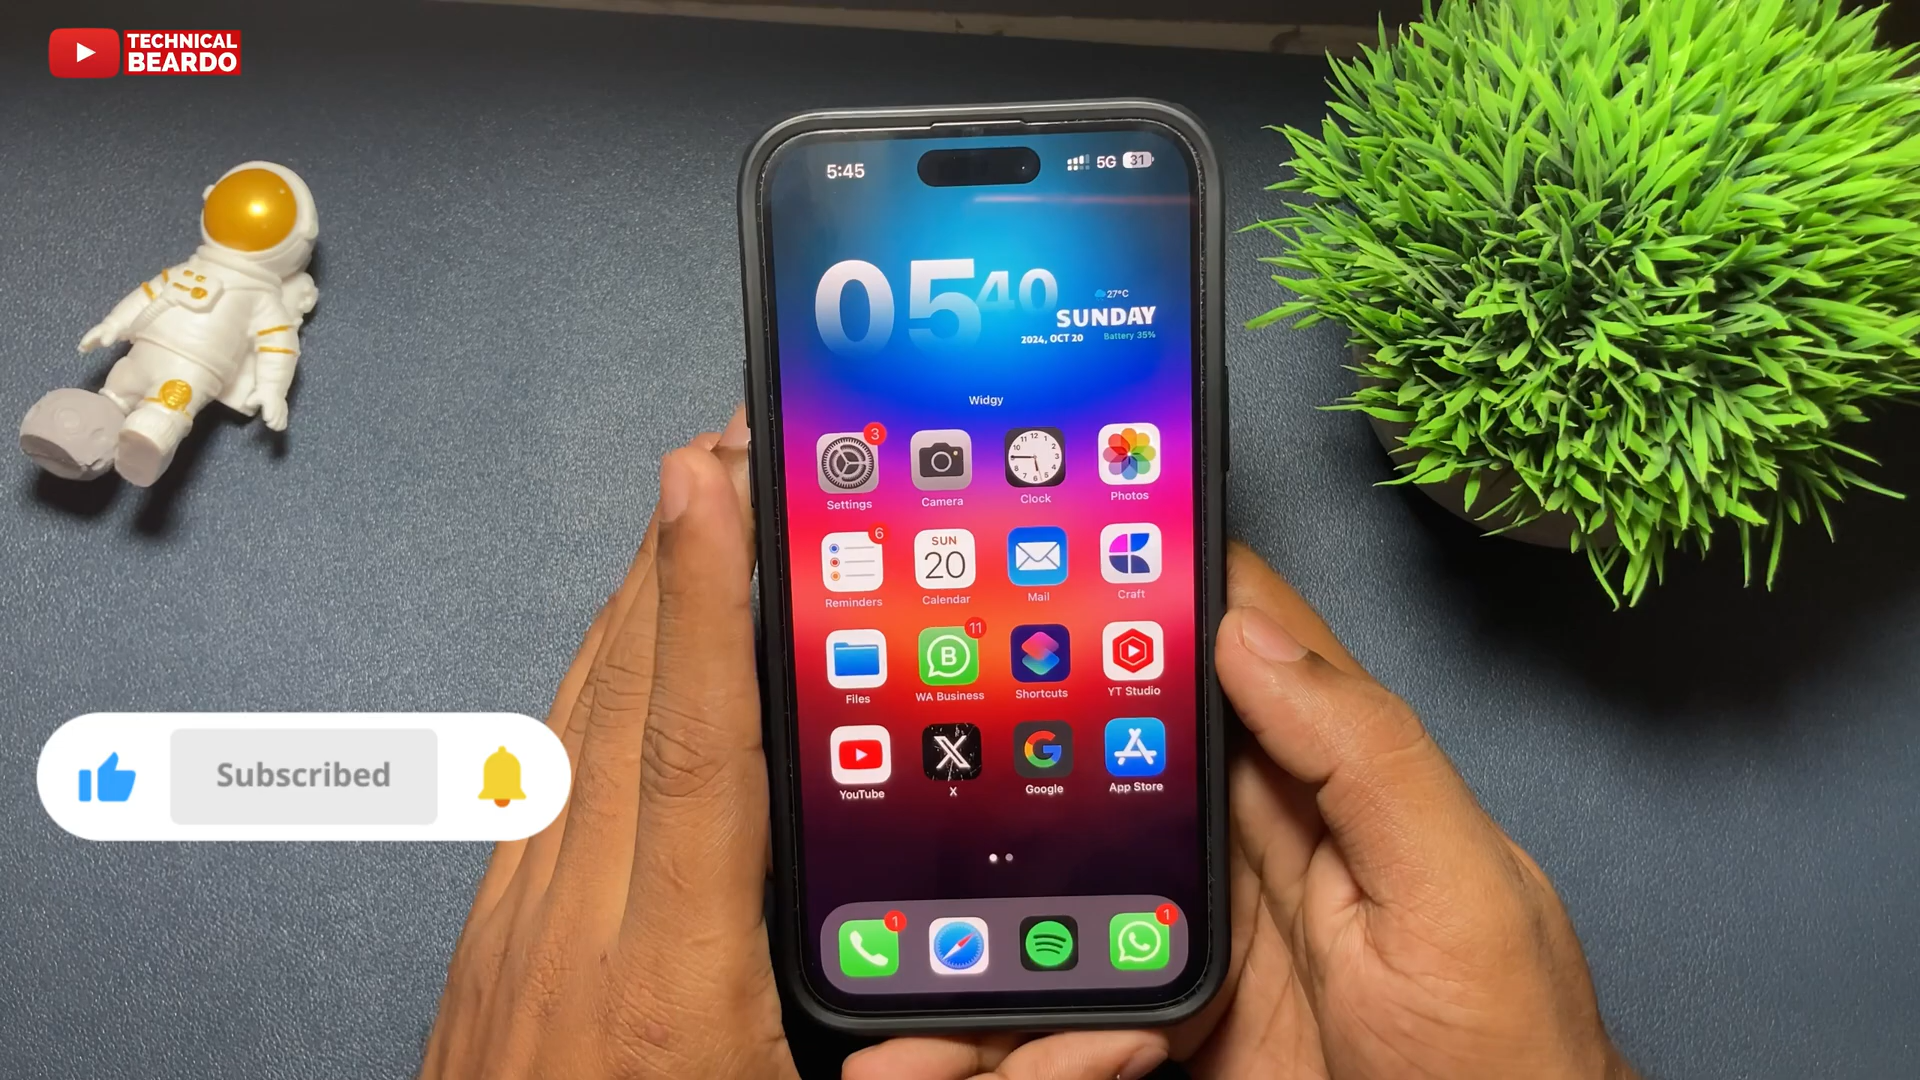 TECHNICAL
BEARDO
5:45
5G 31
05 40
27°C
SUNDAY
2024, OCT 20 Battery 35%
Widgy
3
Settings Camera Clock Photos
6
SUN
20
Reminders Calendar Mail Craft
11
B
Files WA Business Shortcuts YT Studio
YouTube X Google App Store
Subscribed
1 1